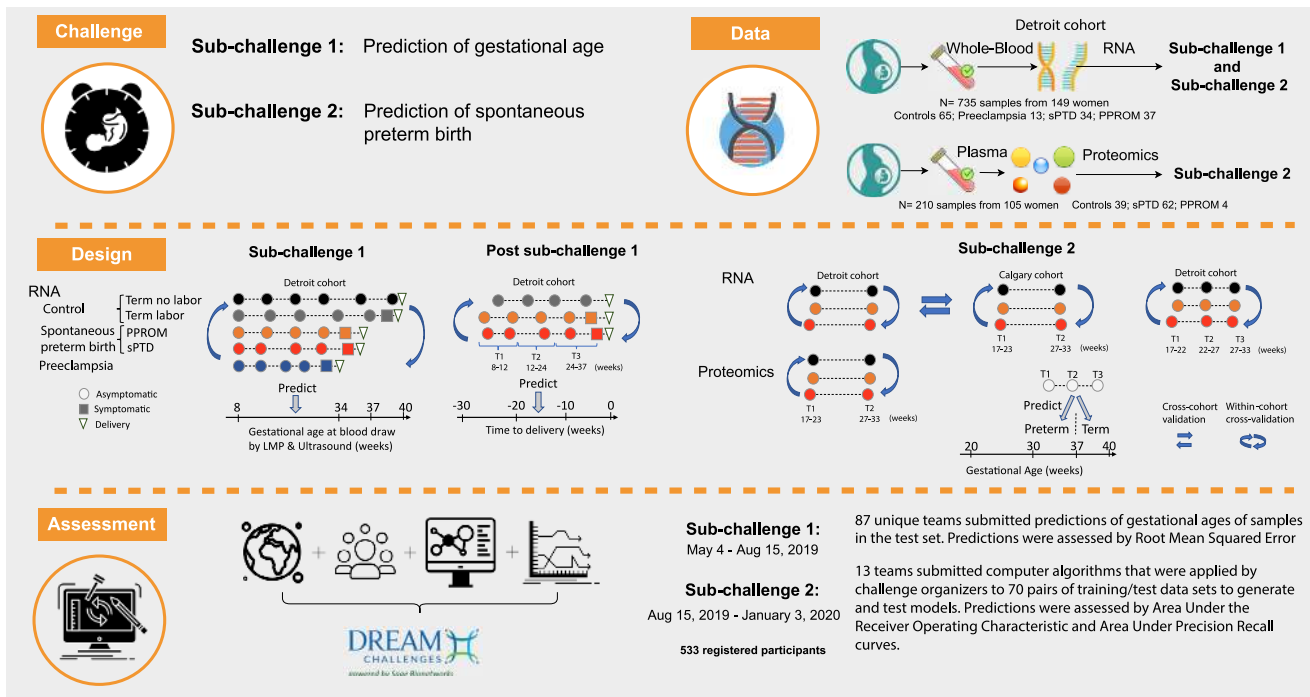 Challenge
Sub-challenge 1: Prediction of gestational age
Sub-challenge 2: Prediction of spontaneous
preterm birth
Data
Detroit cohort
Whole-Blood
RNA
Sub-challenge 1
and
Sub-challenge 2
N= 735 samples from 149 women
Controls 65; Preeclampsia 13; sPTD 34; PPROM 37
Plasma
Proteomics
Sub-challenge 2
N= 210 samples from 105 women Controls 39; sPTD 62; PPROM 4
Design
Sub-challenge 1
Detroit cohort
RNA
Control
Term no labor
Term labor
Spontaneous
preterm birth
PPROM
sPTD
Preeclampsia
Asymptomatic
Symptomatic
Delivery
Predict
8 34 37 40
Gestational age at blood draw
by LMP & Ultrasound (weeks)
Post sub-challenge 1
Detroit cohort
T1 T2 T3
8-12 12-24 24-37 (weeks)
Predict
-30 -20 -10 0
Time to delivery (weeks)
Sub-challenge 2
RNA
Detroit cohort
T1 T2
17-23 27-33
Calgary cohort
T1 T2
17-23 27-33 (weeks)
Detroit cohort
T1 T2 T3
17-22 22-27 27-33
(weeks)
Proteomics
T1 T2
17-23 27-33 (weeks)
T1 T2 T3
Predict
Preterm Term
20 30 37 40
Gestational Age (weeks)
Cross-cohort
validation
Within-cohort
cross-validation
Assessment
+ + +
DREAM
CHALLENGES
powered by Sage Bionetworks
Sub-challenge 1:
May 4 - Aug 15, 2019
Sub-challenge 2:
Aug 15, 2019 - January 3, 2020
533 registered participants
87 unique teams submitted predictions of gestational ages of samples
in the test set. Predictions were assessed by Root Mean Squared Error
13 teams submitted computer algorithms that were applied by
challenge organizers to 70 pairs of training/test data sets to generate
and test models. Predictions were assessed by Area Under the
Receiver Operating Characteristic and Area Under Precision Recall
curves.